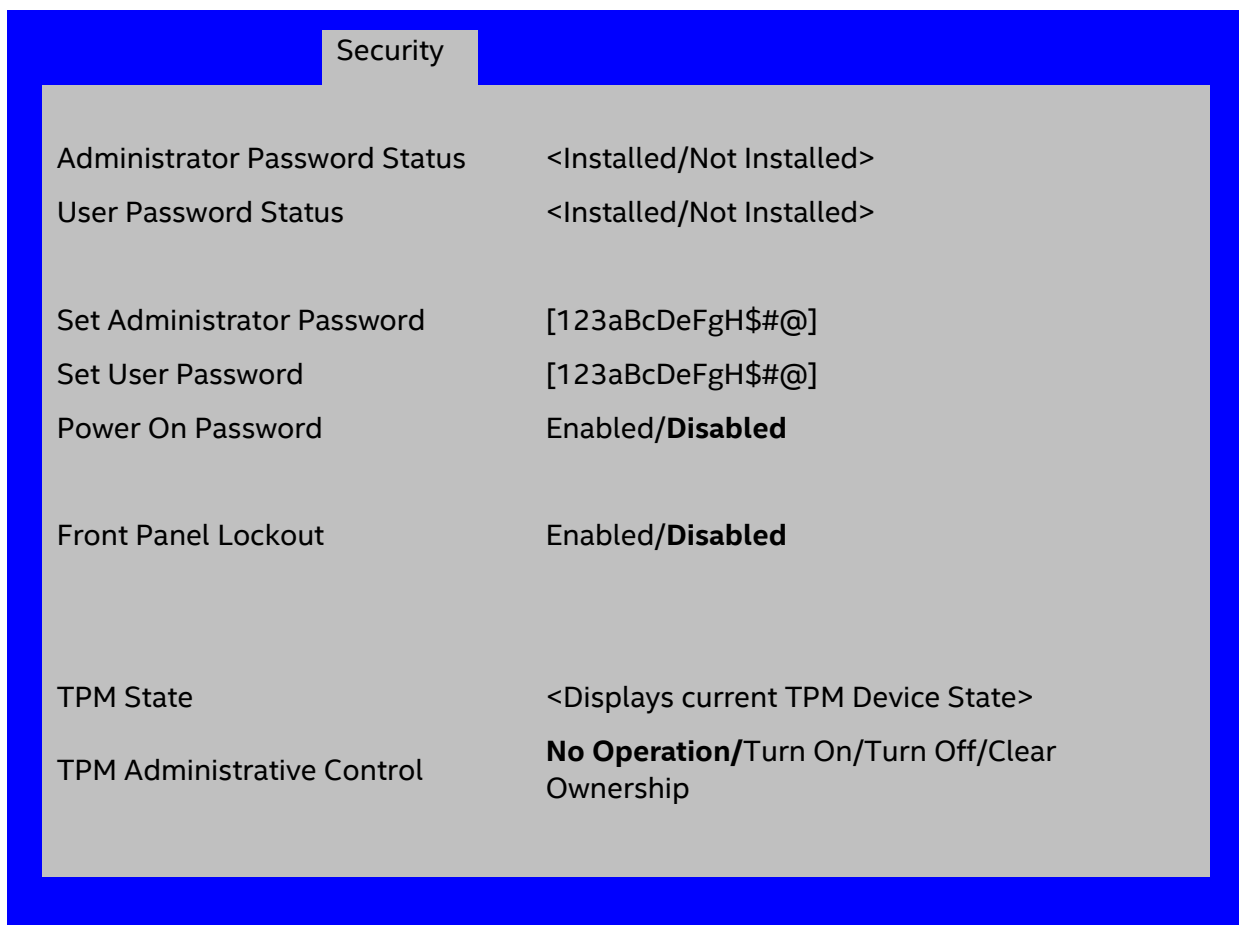 Security
Administrator Password Status <Installed/Not Installed>
User Password Status <Installed/Not Installed>
Set Administrator Password [123aBcDeFgH$#@]
Set User Password [123aBcDeFgH$#@]
Power On Password Enabled/Disabled
Front Panel Lockout Enabled/Disabled
TPM State <Displays current TPM Device State>
TPM Administrative Control No Operation/Turn On/Turn Off/Clear
Ownership